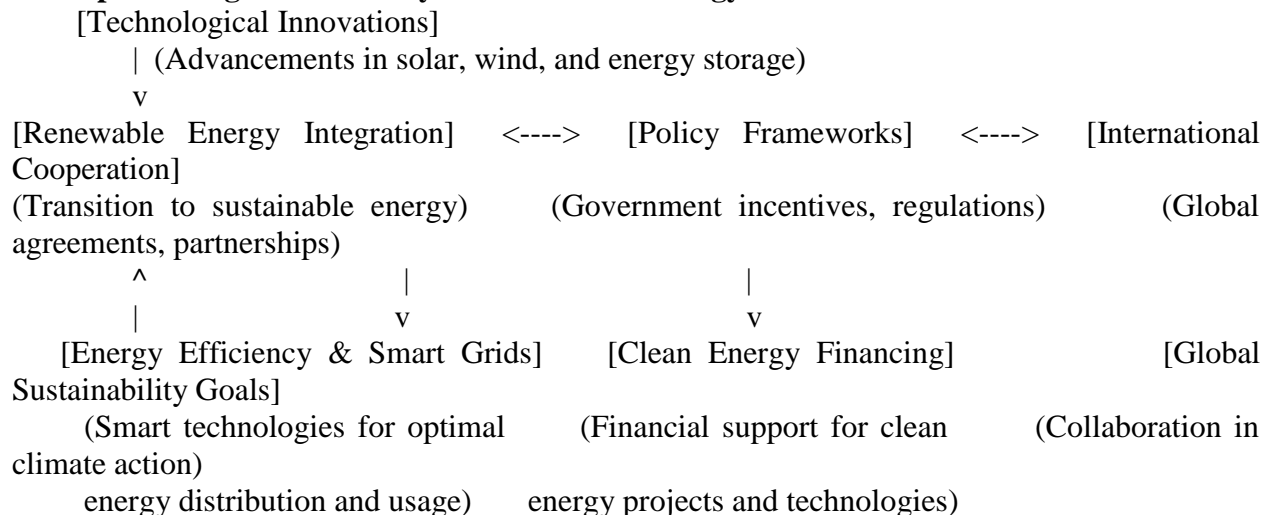 [Technological Innovations]
| (Advancements in solar, wind, and energy storage)
v
[Renewable Energy Integration] <----> [Policy Frameworks] <----> [International
Cooperation]
(Transition to sustainable energy) (Government incentives, regulations) (Global
agreements, partnerships)
^ | |
| v v
[Energy Efficiency & Smart Grids] [Clean Energy Financing] [Global
Sustainability Goals]
(Smart technologies for optimal (Financial support for clean (Collaboration in
climate action)
energy distribution and usage) energy projects and technologies)